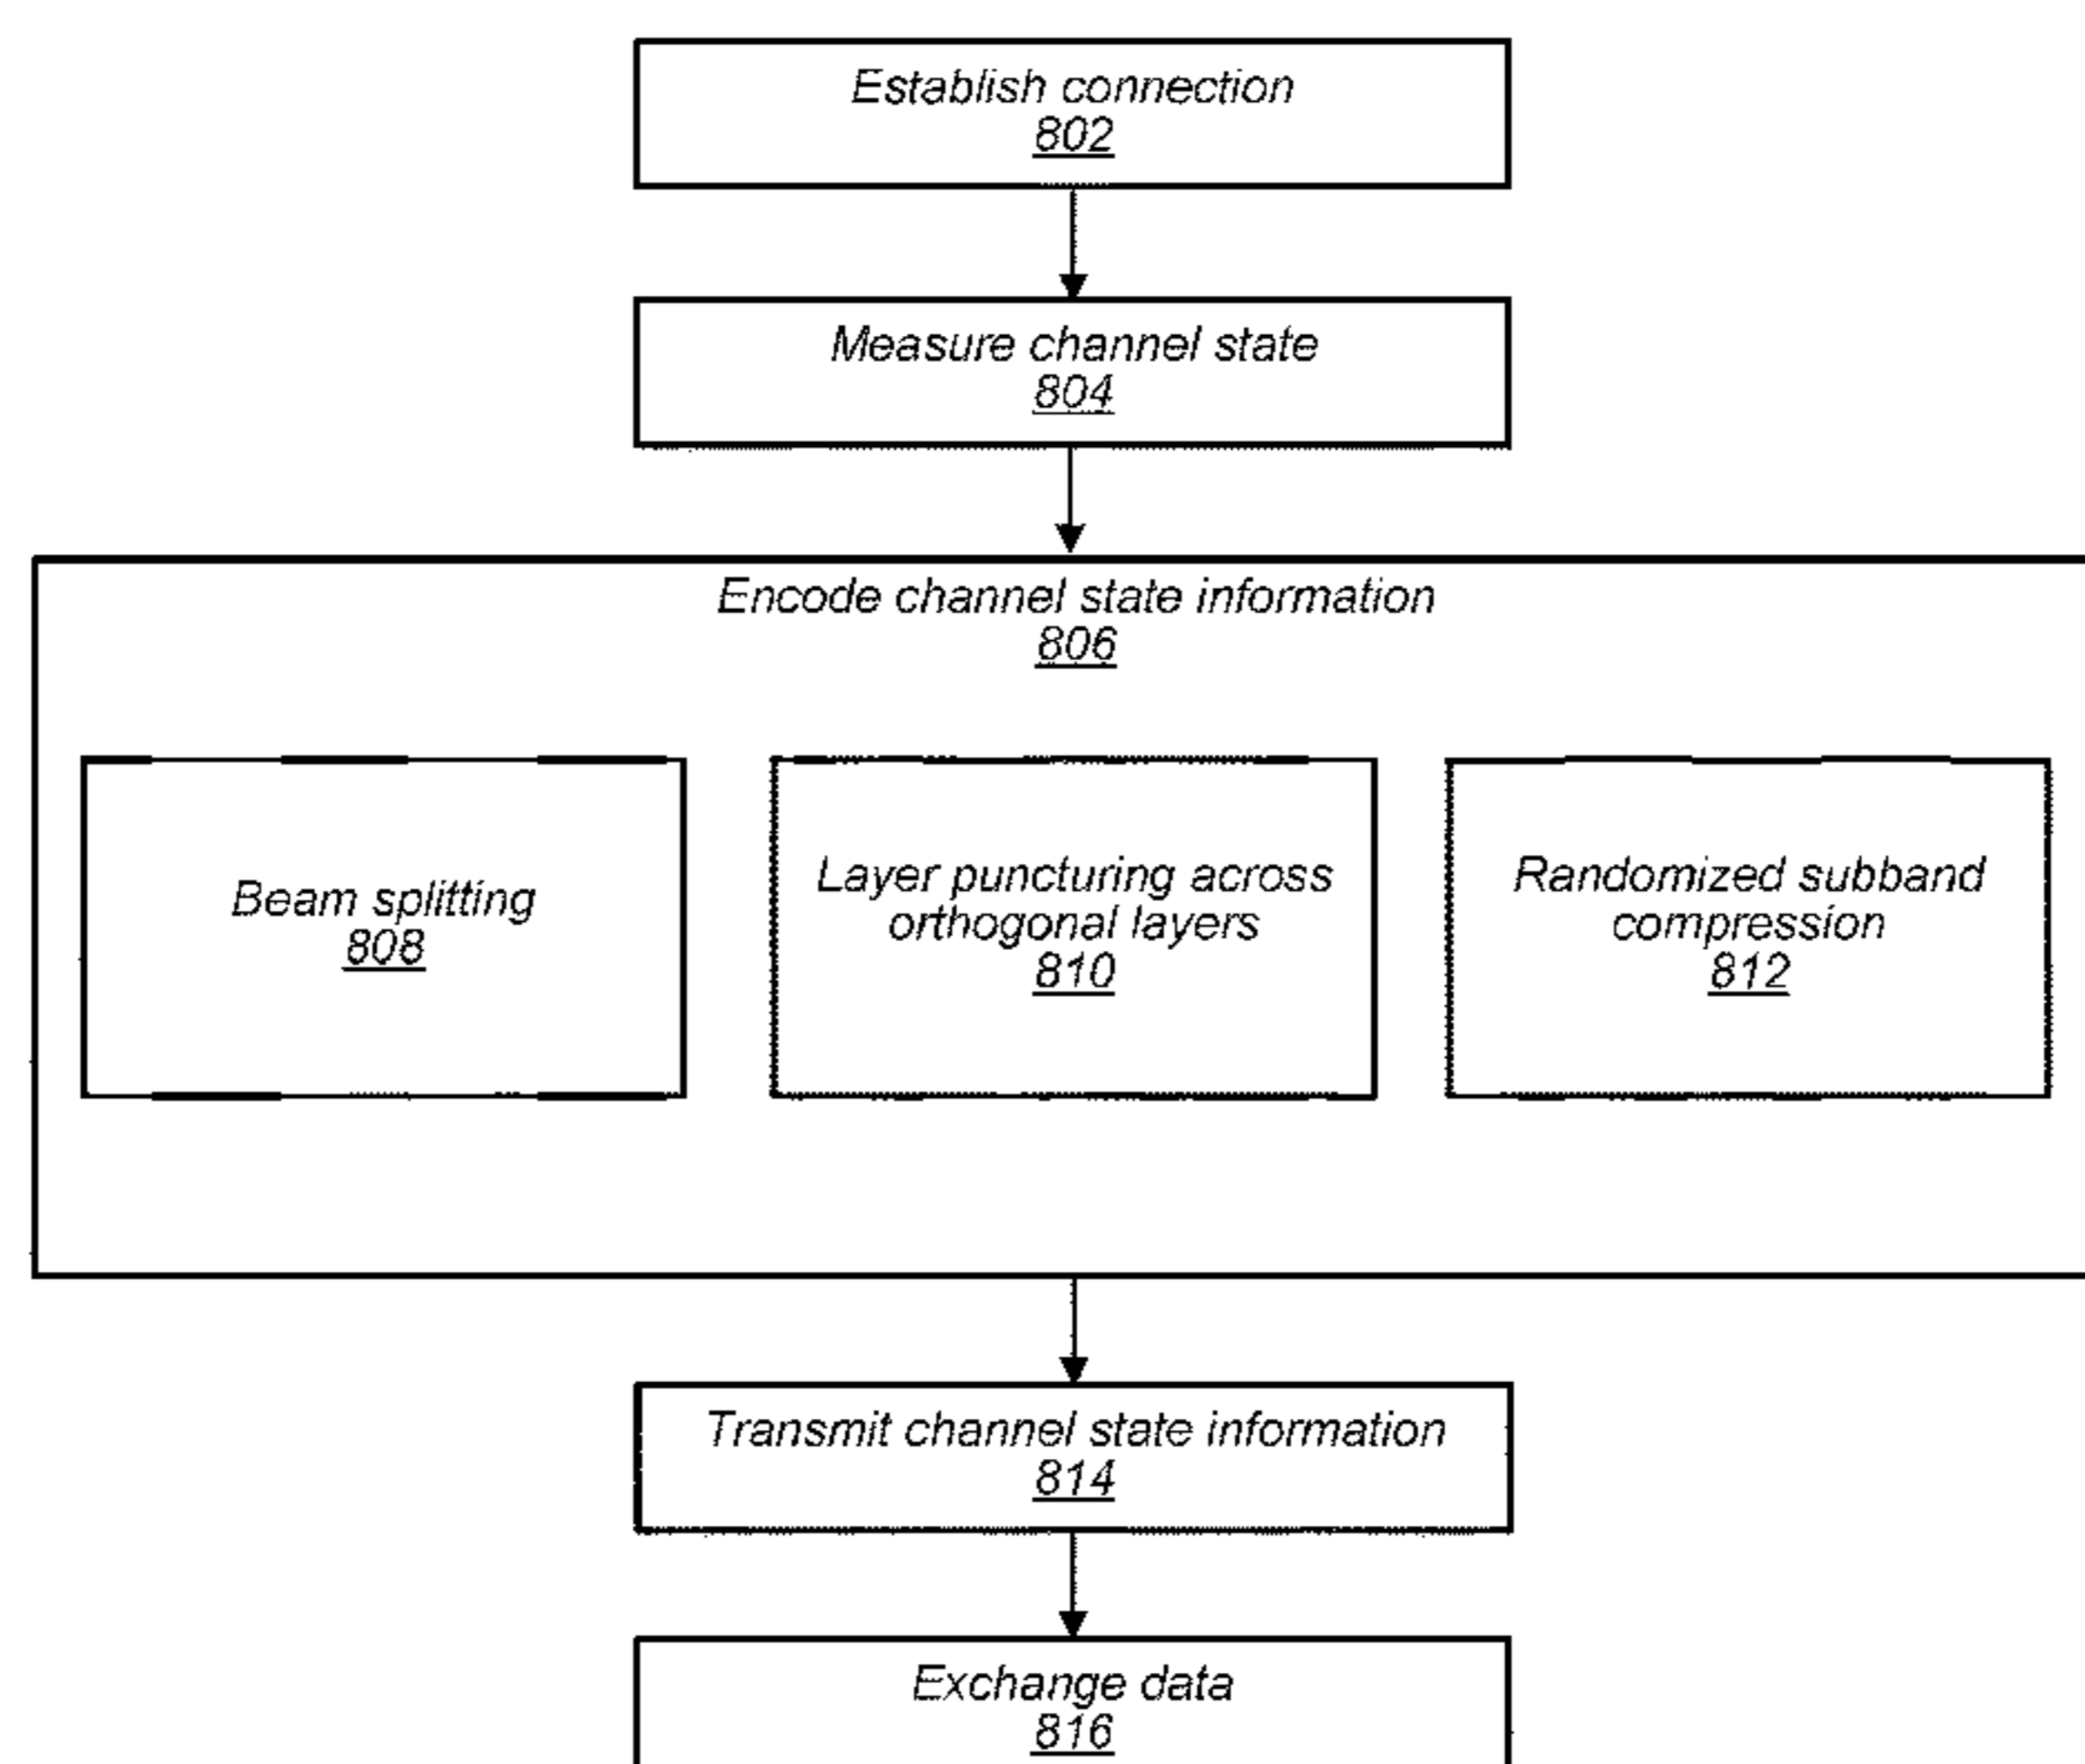 Establish connection
802
Measure channel state
804
Encode channel state information
806
Beam splitting
808
Layer puncturing across
orthogonal layers
810
Randomized subband
compression
812
Transmit channel state information
814
Exchange data
816